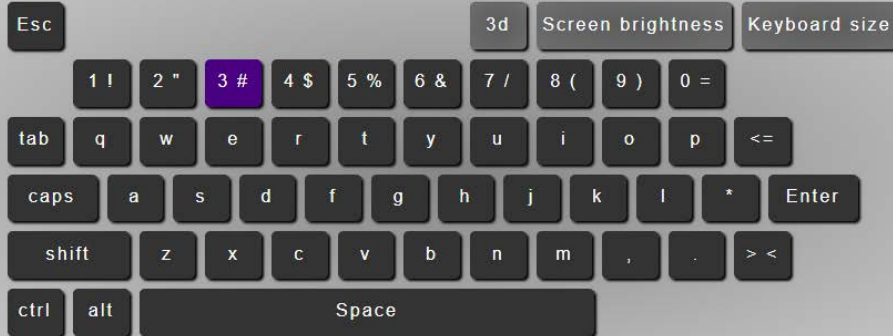 Esc 3d Screen brightness Keyboard size
1 ! 2 " 3 # 4 $ 5 % 6 & 7 / 8 ( 9 ) 0 =
tab q w e r t y u i o p <=
caps a s d f g h j k l * Enter
shift z x c v b n m , . > <
ctrl alt Space